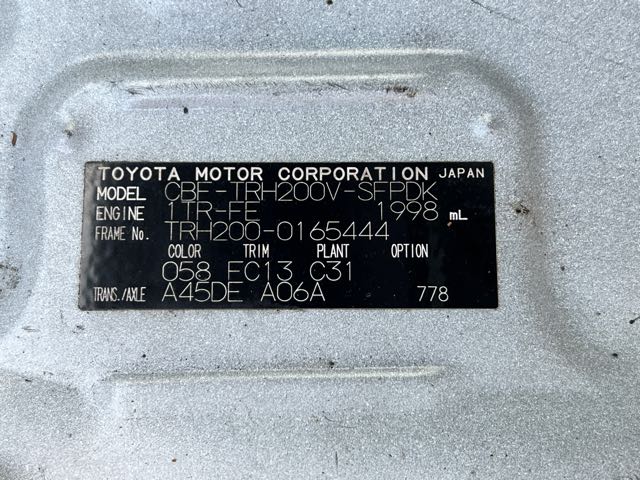 TOYOTA MOTOR CORPORATION JAPAN
MODEL CBF-TRH200V-SFPDK
ENGINE 1TR-FE 1998 mL
FRAME No. TRH200-0165444
COLOR TRIM PLANT OPTION
058 FC13 C31
TRANS./AXLE A45DE A06A 778